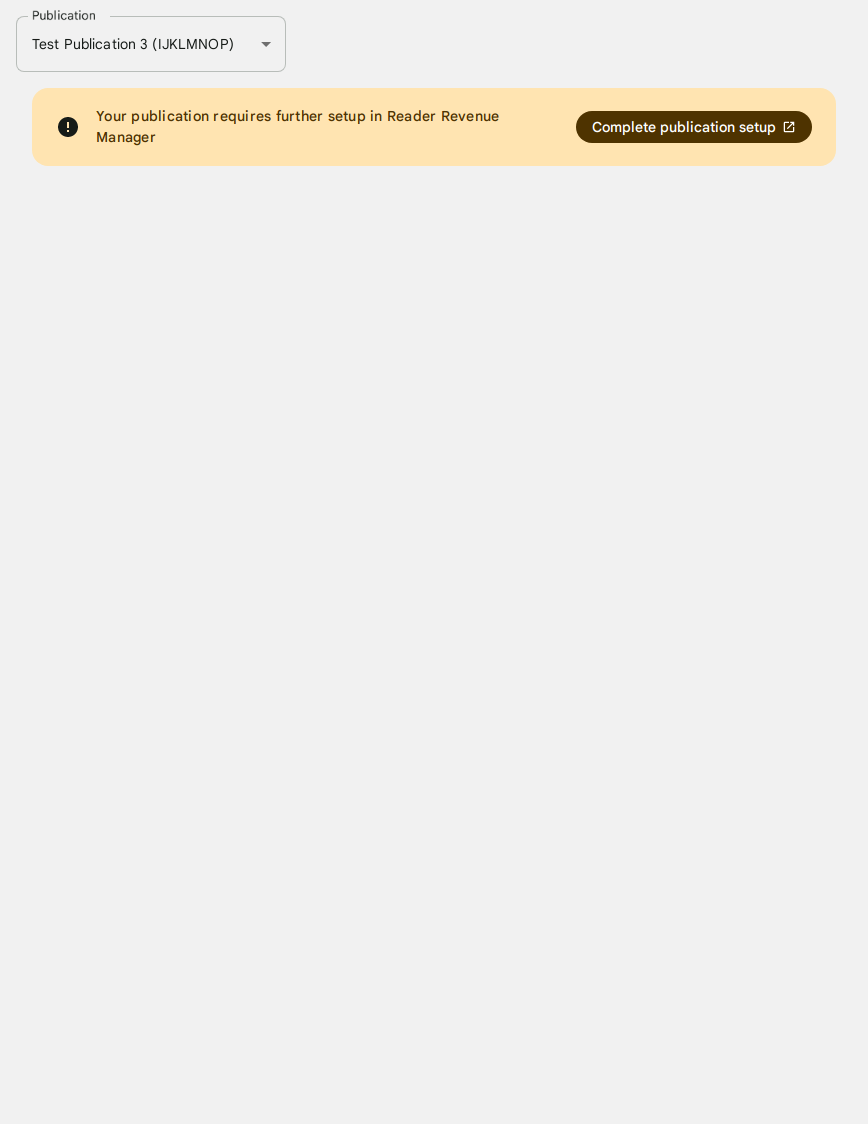 Publication
Test Publication 3 (IJKLMNOP)
Your publication requires further setup in Reader Revenue
Manager
Complete publication setup